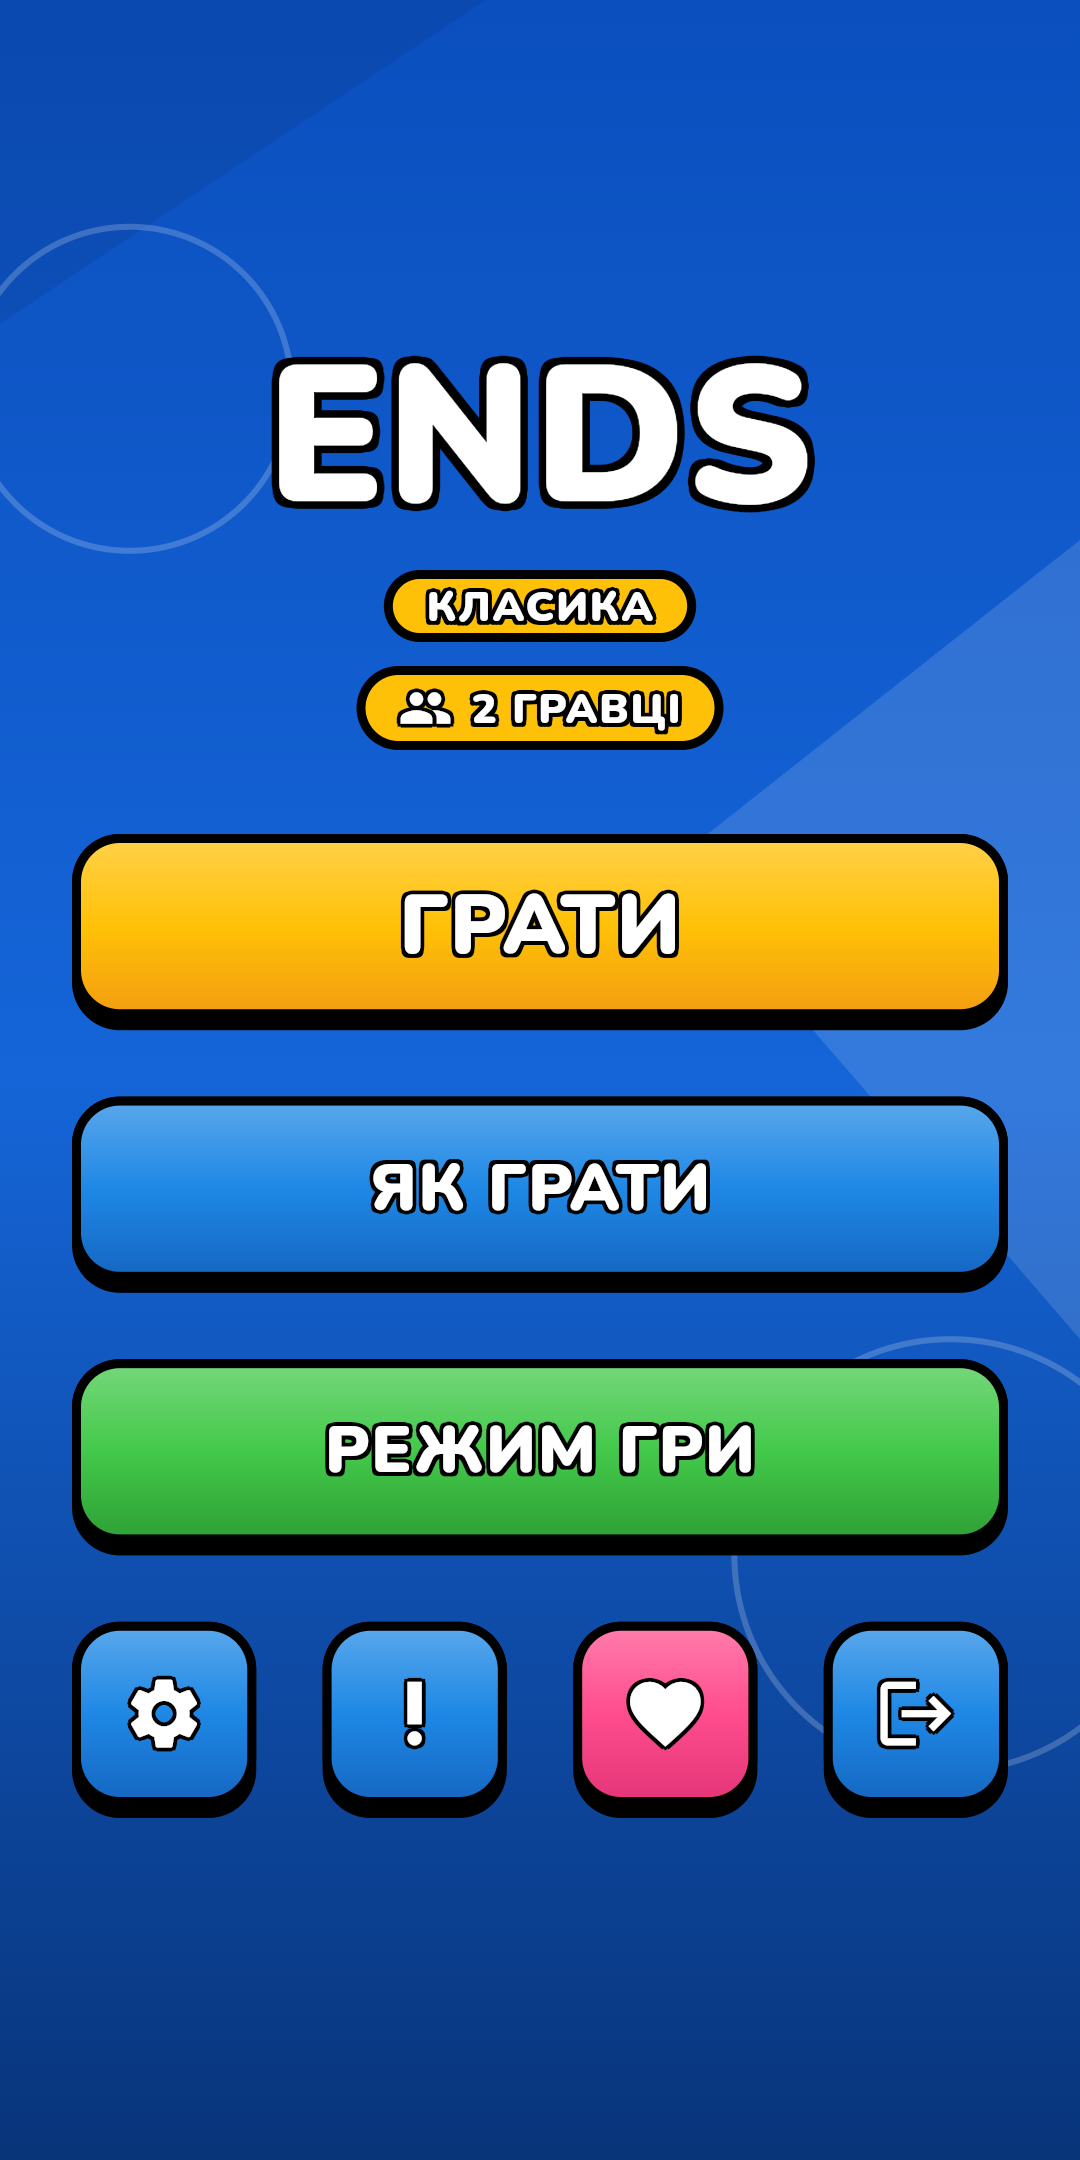 ENDS
КЛАСИКА
2 ГРАВЦІ
ГРАТИ
ЯК ГРАТИ
РЕЖИМ ГРИ
!